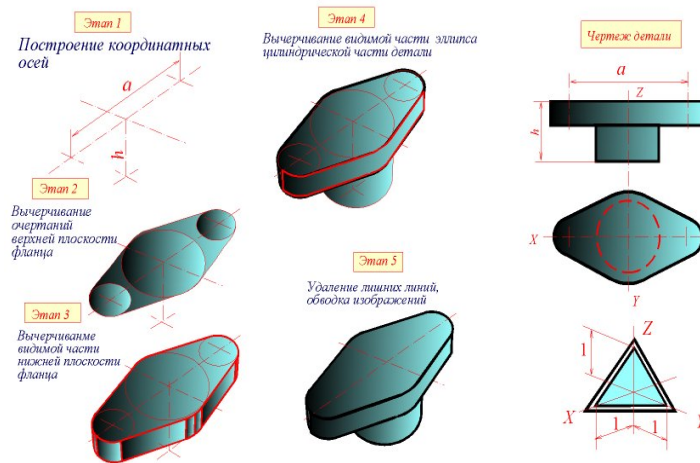 Этап 1
Построение координатных
осей
a
h
Этап 2
Вычерчивание
очертаний
верхней плоскости
фланца
Этап 3
Вычерчиванме
видимой части
нижней плоскости
фланца
Этап 4
Вычерчивание видимой части эллипса
цилиндрической части детали
Этап 5
Удаление лишних линий,
обводка изображений
Чертеж детали
a
Z
h
X
Y
Z
1
X
Y
1
1